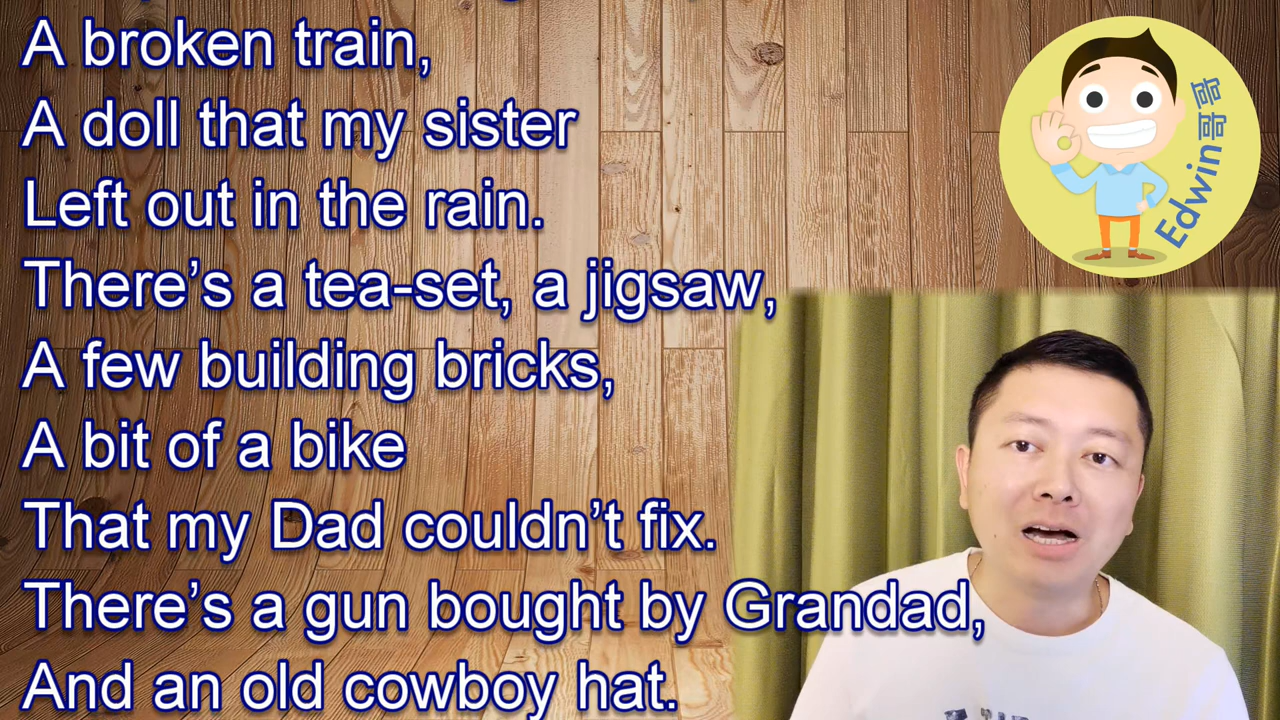 A broken train,
A doll that my sister
Left out in the rain.
There’s a tea-set, a jigsaw,
A few building bricks,
A bit of a bike
That my Dad couldn’t fix.
There’s a gun bought by Grandad,
And an old cowboy hat.
Edwin哥哥